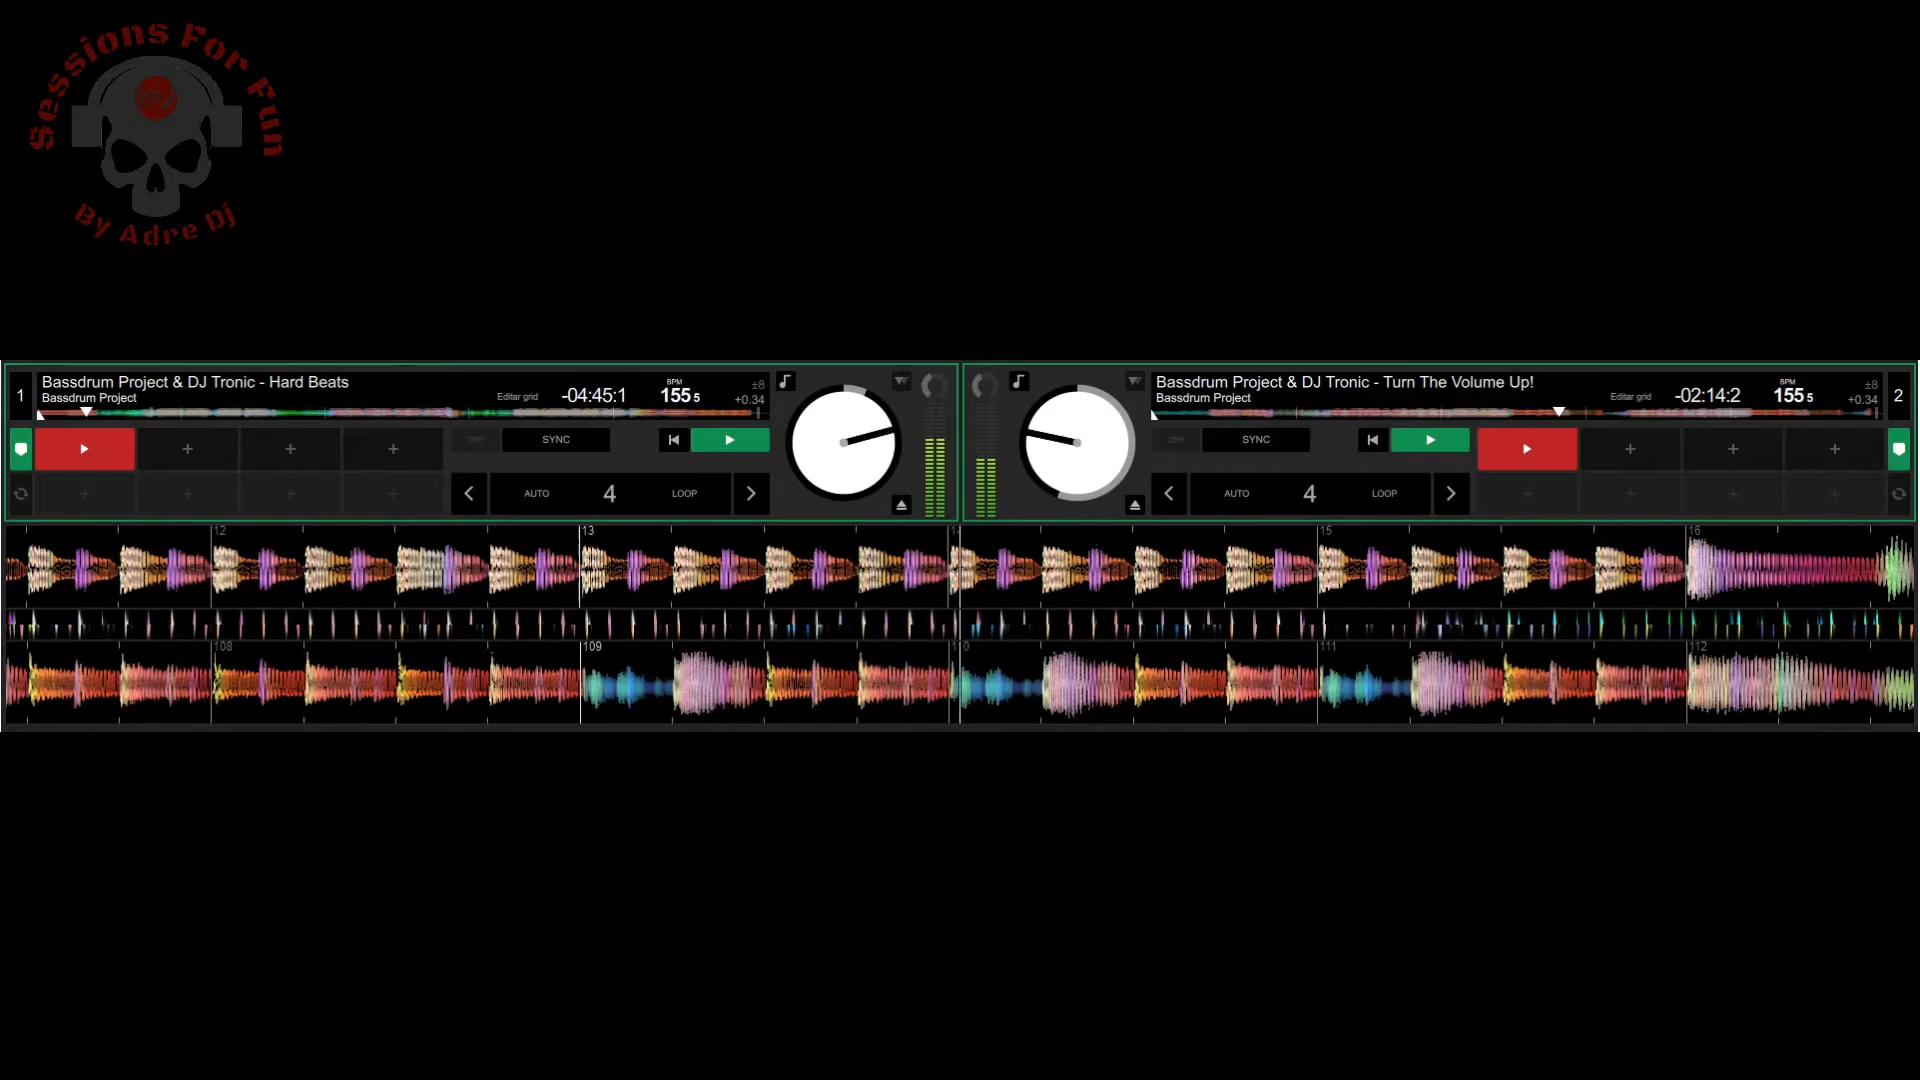 Sessions For Fun
By Adre Dj
1
Bassdrum Project & DJ Tronic - Hard Beats
Bassdrum Project
Editar grid
-04:45:1
BPM
155 5
±8
+0.34
OFF
SYNC
AUTO
4
LOOP
Bassdrum Project & DJ Tronic - Turn The Volume Up!
Bassdrum Project
Editar grid
-02:14:2
BPM
155 5
±8
+0.34
2
OFF
SYNC
AUTO
4
LOOP
12
13
15
16
108
109
111
112